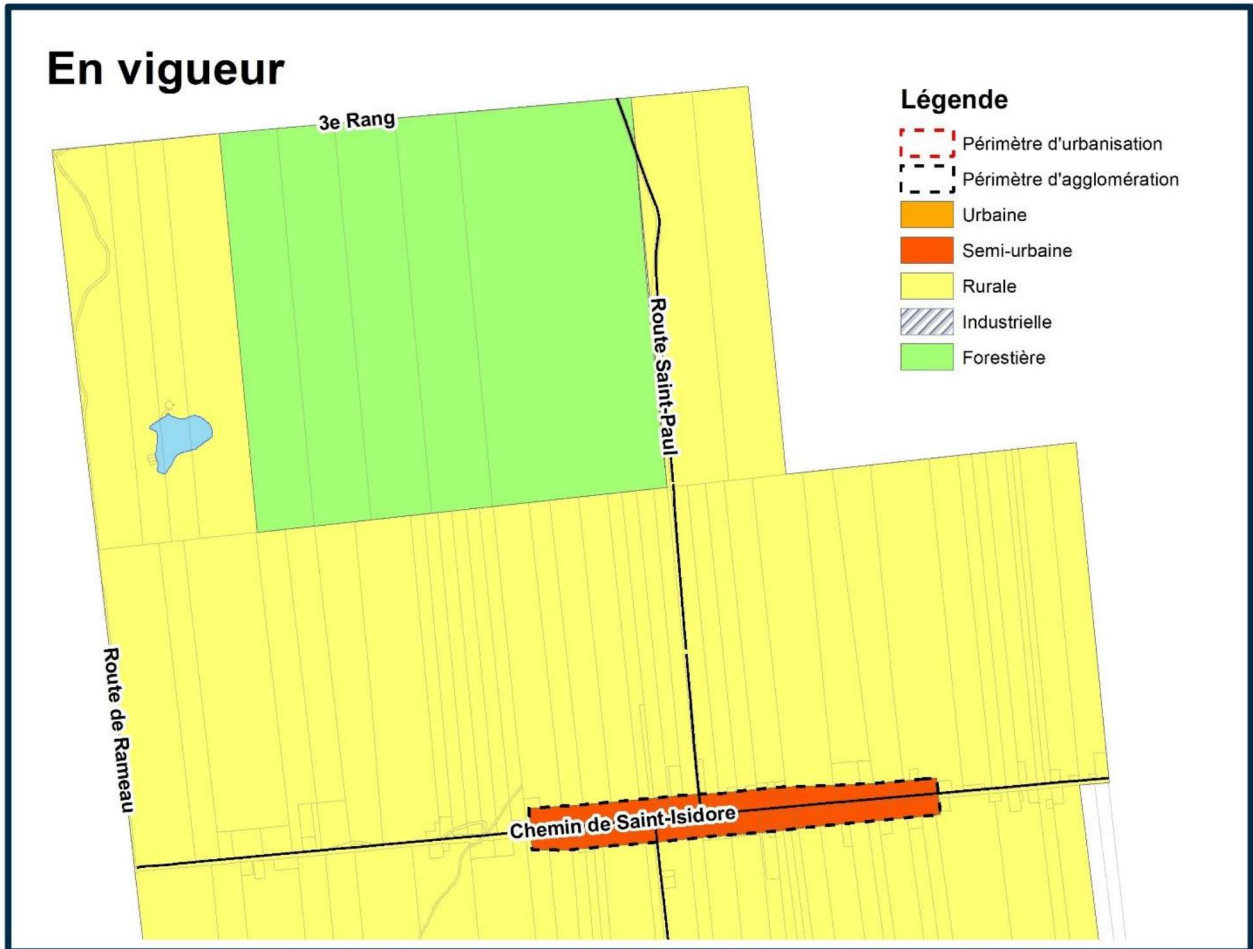 En vigueur
3e Rang
Légende
Périmètre d'urbanisation
Périmètre d'agglomération
Urbaine
Semi-urbaine
Rurale
Industrielle
Forestière
Route Saint-Paul
Route de Rameau
Chemin de Saint-Isidore